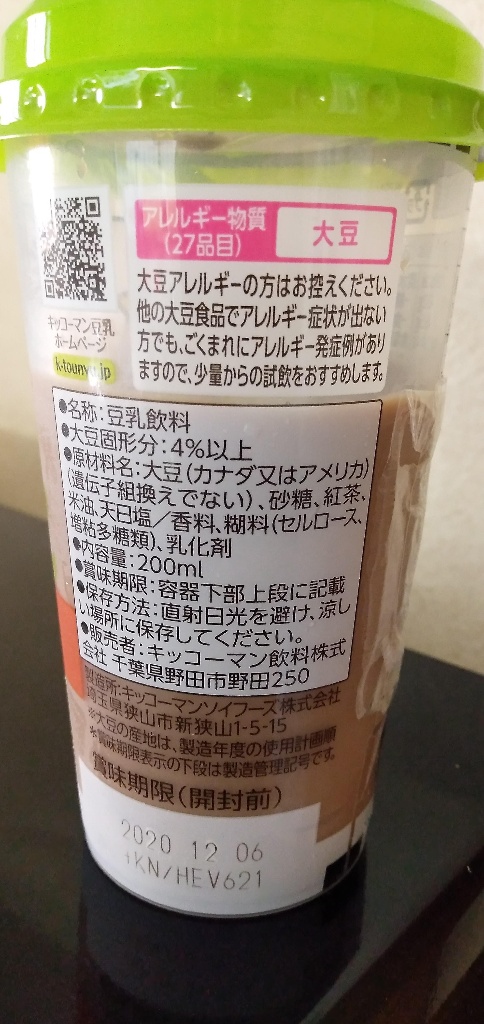 アレルギー物質
(27品目)
大豆
大豆アレルギーの方はお控えください。
他の大豆食品でアレルギー症状が出ない
方でも、ごくまれにアレルギー発症例があり
ますので、少量からの試飲をおすすめします。
キッコーマン豆乳
ホームページ
k-tounyu.jp
●名称:豆乳飲料
●大豆固形分:4%以上
●原材料名:大豆(カナダ又はアメリカ)
(遺伝子組換えでない)、砂糖、紅茶、
米油、天日塩/香料、糊料(セルロース、
増粘多糖類)、乳化剤
●内容量:200ml
●賞味期限:容器下部上段に記載
●保存方法:直射日光を避け、涼し
い場所に保存してください。
●販売者:キッコーマン飲料株式
会社 千葉県野田市野田250
製造所:キッコーマンソイフーズ株式会社
埼玉県狭山市新狭山1-5-15
※大豆の産地は、製造年度の使用計画順
※賞味期限表示の下段は製造管理記号です。
賞味期限(開封前)
2020 12 06
+KN/HEV621